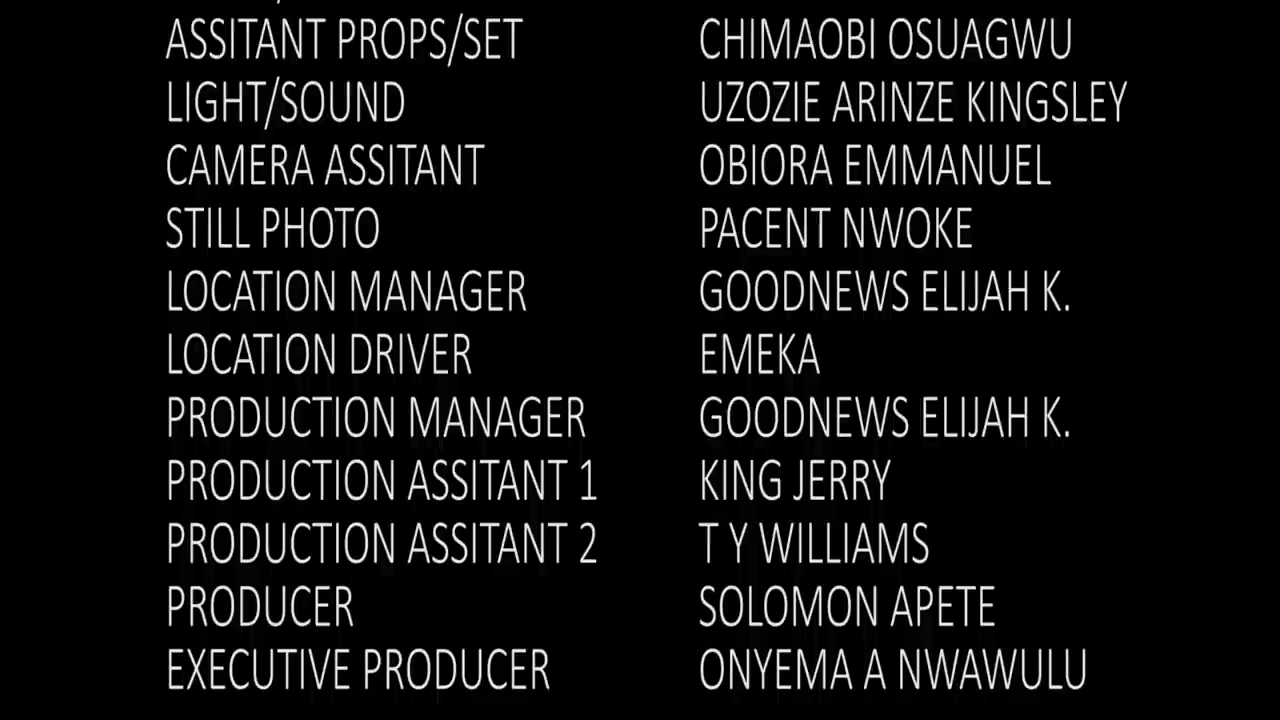 ASSITANT PROPS/SET CHIMAOBI OSUAGWU
LIGHT/SOUND UZOZIE ARINZE KINGSLEY
CAMERA ASSITANT OBIORA EMMANUEL
STILL PHOTO PACENT NWOKE
LOCATION MANAGER GOODNEWS ELIJAH K.
LOCATION DRIVER EMEKA
PRODUCTION MANAGER GOODNEWS ELIJAH K.
PRODUCTION ASSITANT 1 KING JERRY
PRODUCTION ASSITANT 2 T Y WILLIAMS
PRODUCER SOLOMON APETE
EXECUTIVE PRODUCER ONYEMA A NWAWULU